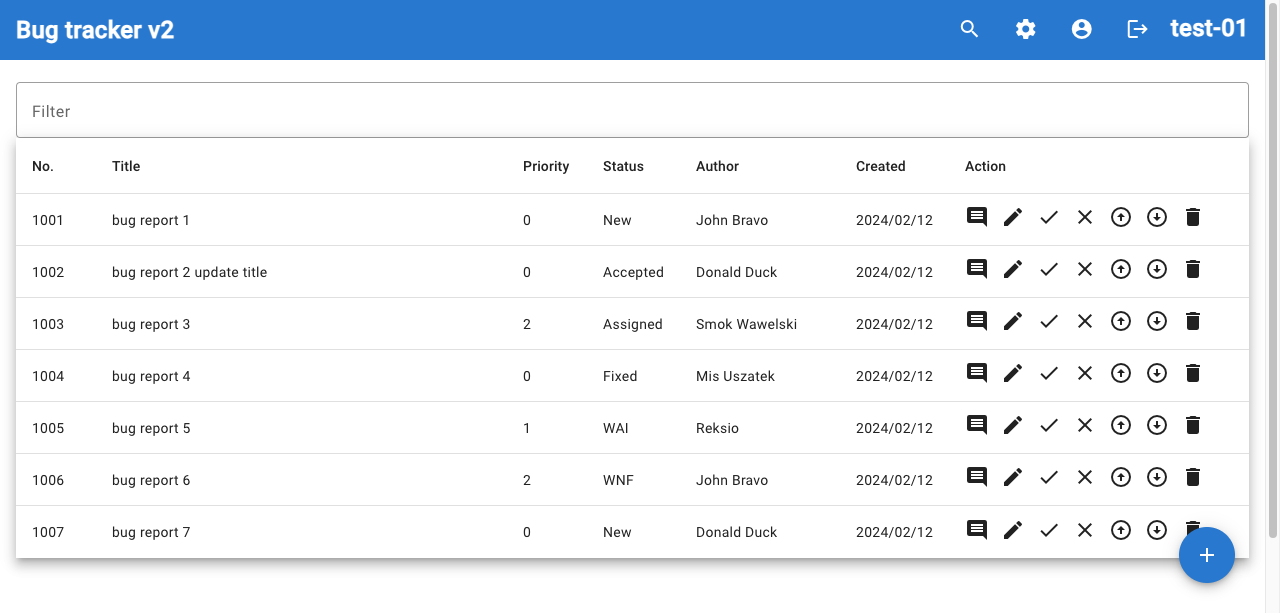 Bug tracker v2 test-01
Filter
No. Title Priority Status Author Created Action
1001 bug report 1 0 New John Bravo 2024/02/12
1002 bug report 2 update title 0 Accepted Donald Duck 2024/02/12
1003 bug report 3 2 Assigned Smok Wawelski 2024/02/12
1004 bug report 4 0 Fixed Mis Uszatek 2024/02/12
1005 bug report 5 1 WAI Reksio 2024/02/12
1006 bug report 6 2 WNF John Bravo 2024/02/12
1007 bug report 7 0 New Donald Duck 2024/02/12